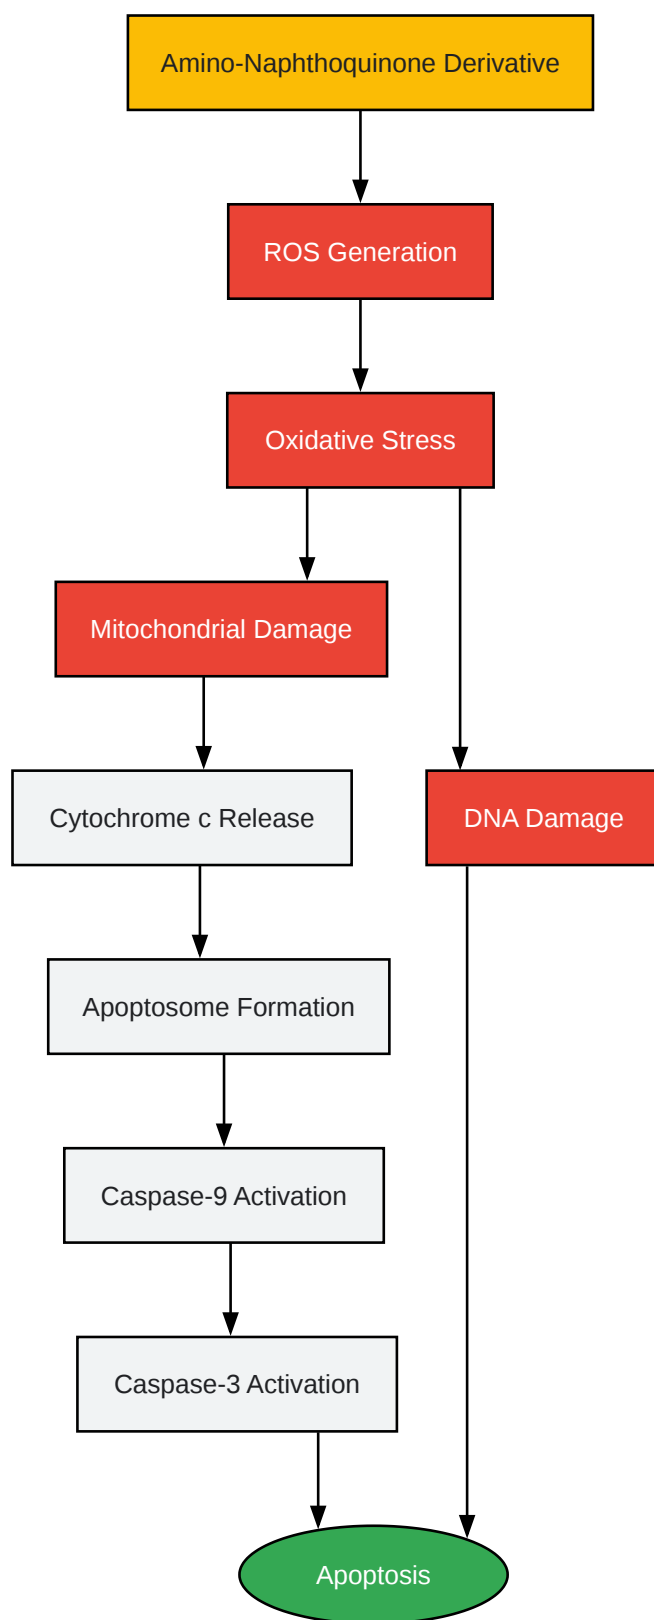 Amino-Naphthoquinone Derivative
ROS Generation
Oxidative Stress
Mitochondrial Damage
Cytochrome c Release
DNA Damage
Apoptosome Formation
Caspase-9 Activation
Caspase-3 Activation
Apoptosis